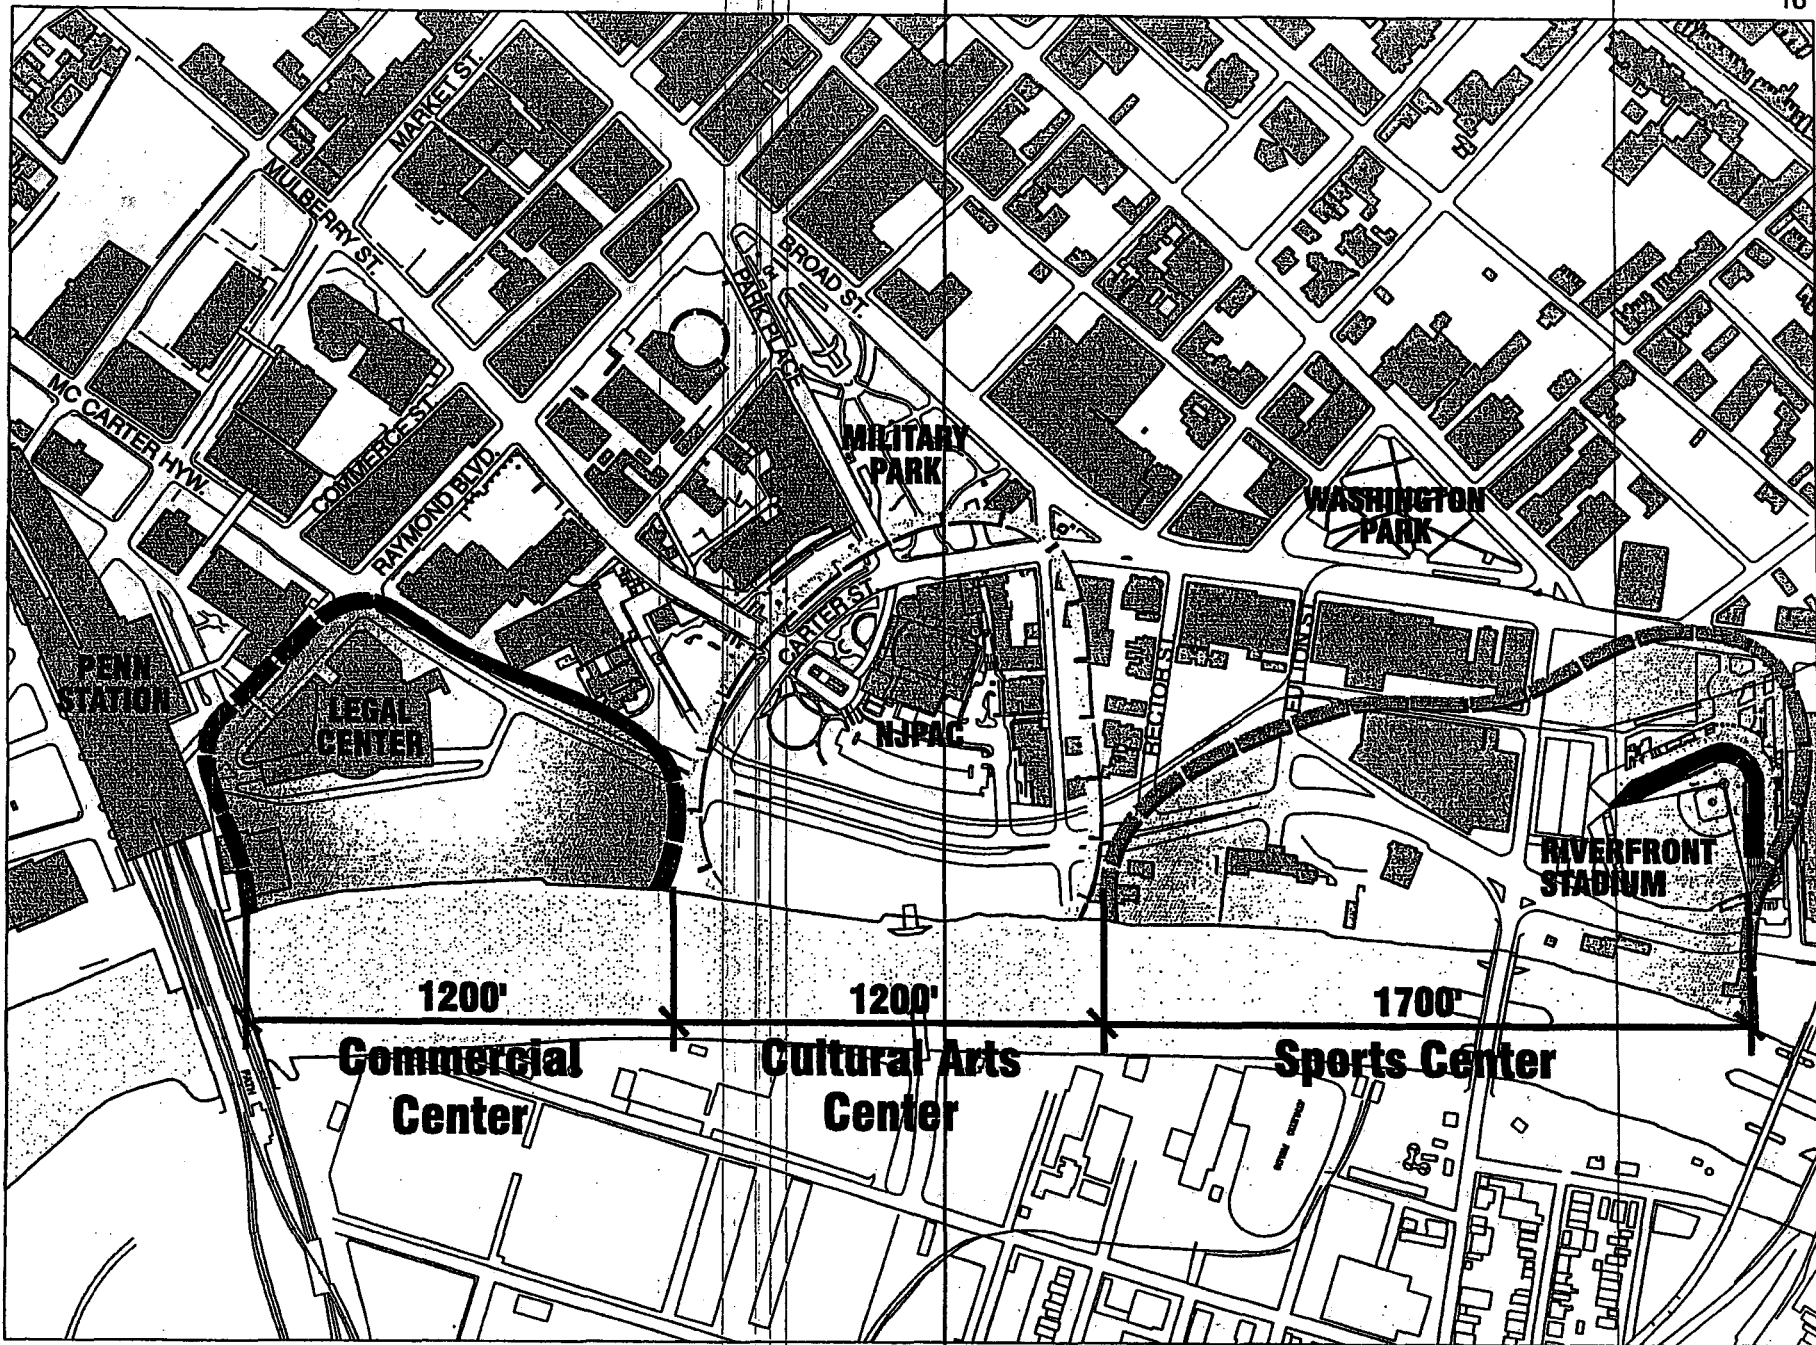 MARKET ST.
MULBERRY ST.
BROAD ST.
PARK PLACE
MC CARTER HYW.
COMMERCE ST.
RAYMOND BLVD.
MILITARY
PARK
WASHINGTON
PARK
CARTER ST.
RECTOR ST.
PENN
STATION
LEGAL
CENTER
NJPAC
RIVERFRONT
STADIUM
1200'
1200'
1700'
Commercial
Center
Cultural Arts
Center
Sports Center
PATH